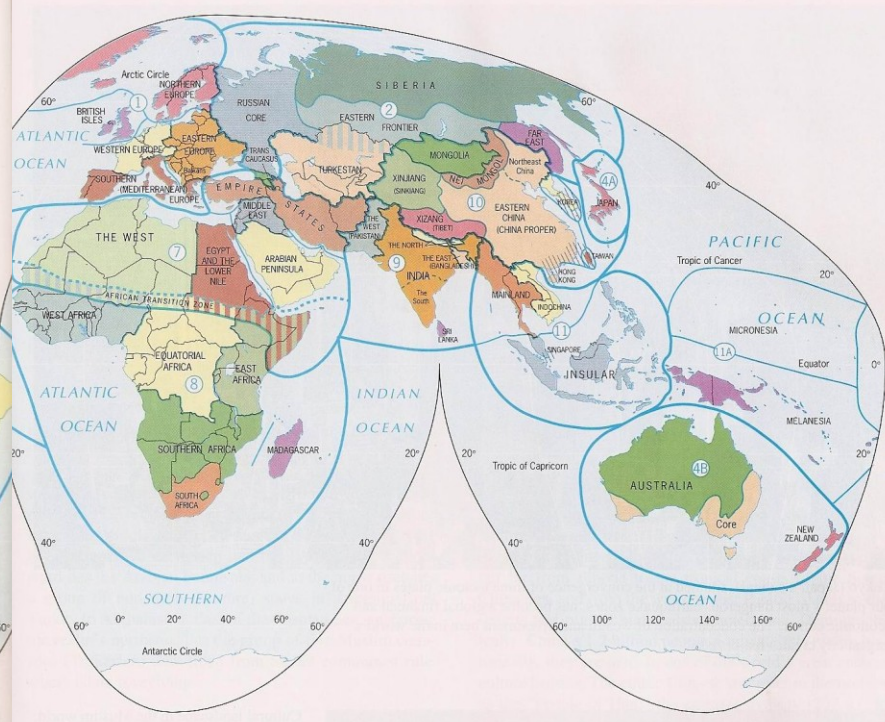 Arctic Circle
NORTHERN
EUROPE
60°
BRITISH
ISLES
1
ATLANTIC
OCEAN
WESTERN EUROPE
EASTERN
EUROPE
Balkans
SOUTHERN
(MEDITERRANEAN)
EUROPE
RUSSIAN
CORE
SIBERIA
2
EASTERN
FRONTIER
60°
FAR
EAST
TRANS
CAUSASUS
TURKESTAN
MONGOLIA
NEI MONGOL
Northeast
China
XINJIANG
(SINKIANG)
10
EASTERN
CHINA
(CHINA PROPER)
KOREA
4A
JAPAN
40°
EMPIRE
STATES
MIDDLE
EAST
THE
WEST
(PAKISTAN)
XIZANG
(TIBET)
TAIWAN
HONG
KONG
PACIFIC
Tropic of Cancer
20°
OCEAN
THE WEST
7
EGYPT
AND THE
LOWER
NILE
ARABIAN
PENINSULA
THE NORTH
9
INDIA
THE EAST
(BANGLADESH)
The
South
SRI
LANKA
MAINLAND
INDOCHINA
11
SINGAPORE
INSULAR
MICRONESIA
11A
Equator
0°
MELANESIA
AFRICAN TRANSITION ZONE
WEST AFRICA
EQUATORIAL
AFRICA
8
EAST
AFRICA
ATLANTIC
OCEAN
INDIAN
OCEAN
SOUTHERN AFRICA
MADAGASCAR
SOUTH
AFRICA
20°
20°
20°
Tropic of Capricorn
4B
AUSTRALIA
Core
NEW
ZEALAND
20°
20°
40°
40°
40°
40°
SOUTHERN
OCEAN
60°
20°
0°
20°
40°
60°
60°
100°
120°
140°
160°
60°
Antarctic Circle